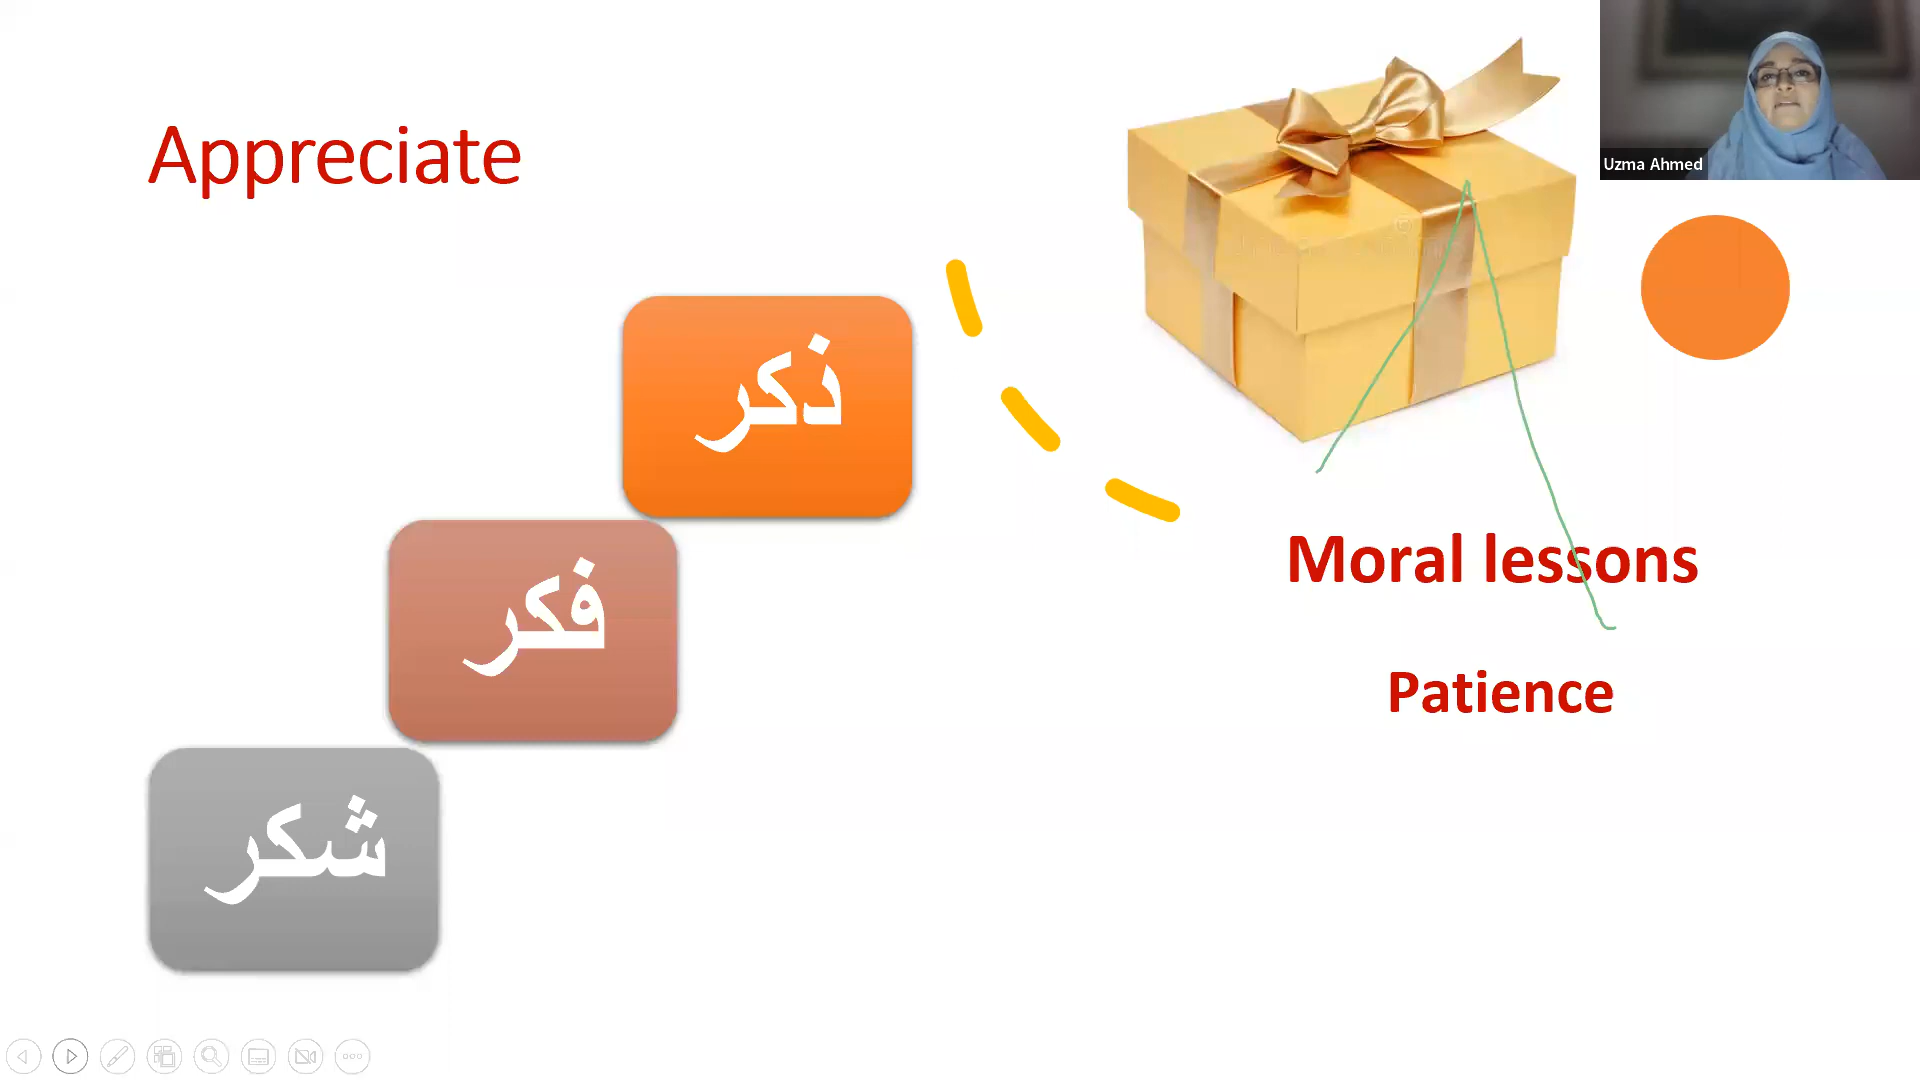 Appreciate
Uzma Ahmed
ذكر
فكر
شكر
Moral lessons
Patience